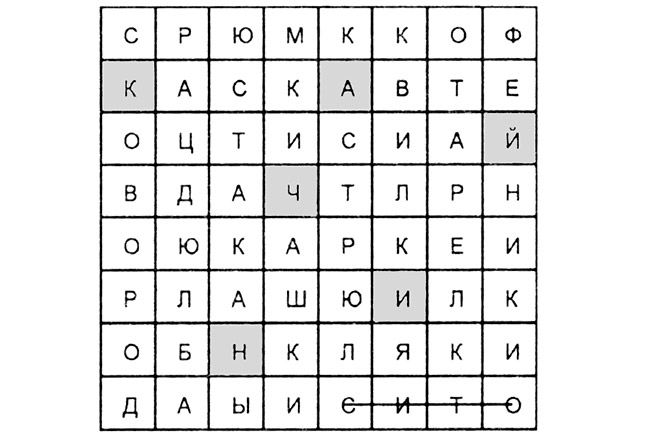 С Р Ю М К К О Ф
К А С К А В Т Е
О Ц Т И С И А Й
В Д А Ч Т Л Р Н
О Ю К А Р К Е И
Р Л А Ш Ю И Л К
О Б Н К Л Я К И
Д А Ы И С И Т О